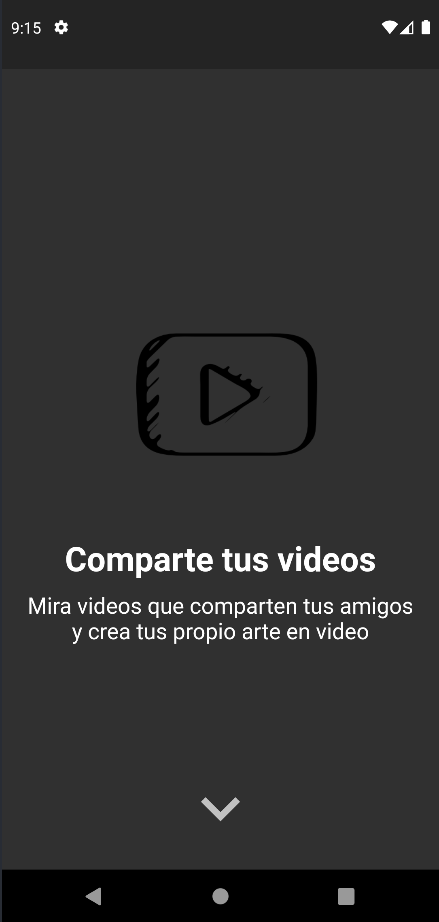 9:15
Comparte tus videos
Mira videos que comparten tus amigos
y crea tus propio arte en video